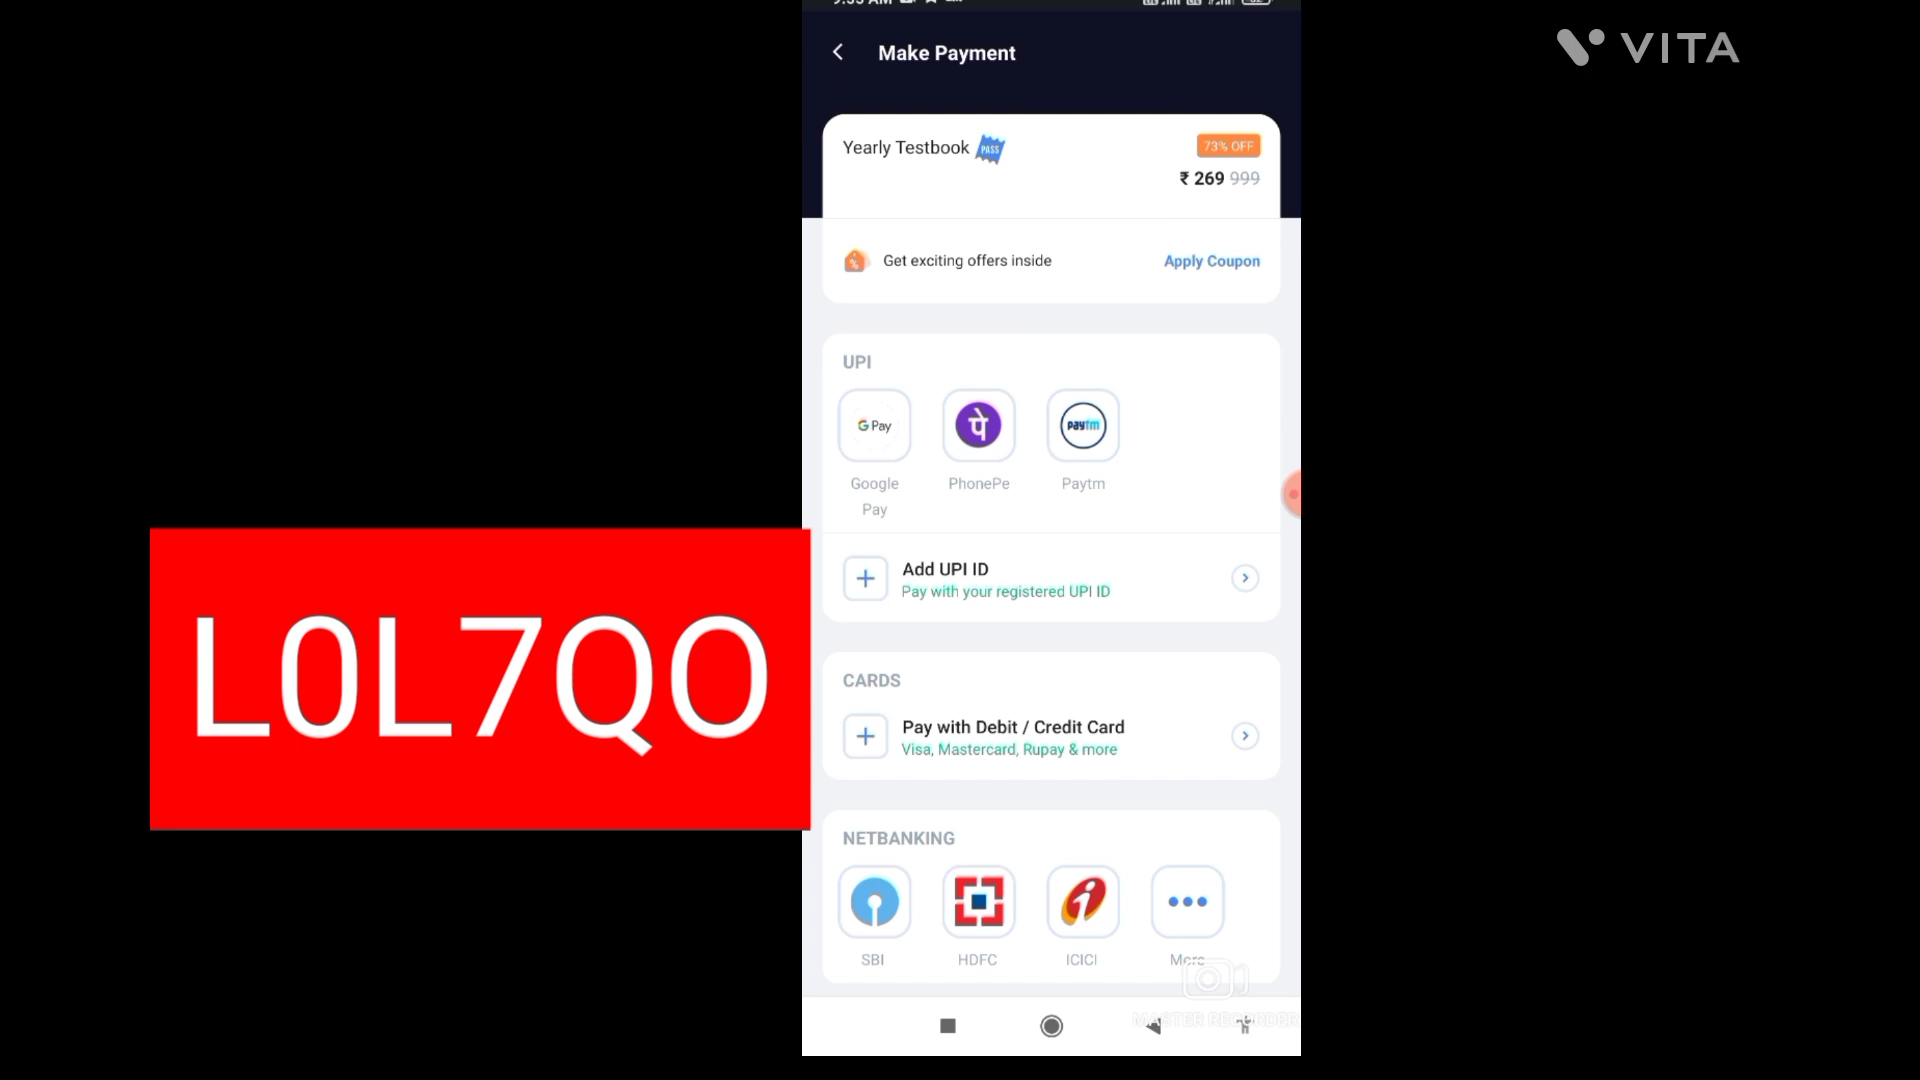 VITA
Make Payment
Yearly Testbook PASS
73% OFF
₹ 269 999
Get exciting offers inside
Apply Coupon
UPI
G Pay
पे
paytm
Google Pay
PhonePe
Paytm
Add UPI ID
Pay with your registered UPI ID
L0L7QO
CARDS
Pay with Debit / Credit Card
Visa, Mastercard, Rupay & more
NETBANKING
SBI
HDFC
ICICI
More
MASTER RECORDER